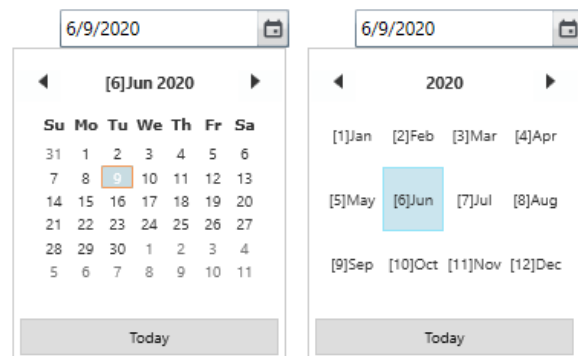 6/9/2020
[6]Jun 2020
Su Mo Tu We Th Fr Sa
31 1 2 3 4 5 6
7 8 9 10 11 12 13
14 15 16 17 18 19 20
21 22 23 24 25 26 27
28 29 30 1 2 3 4
5 6 7 8 9 10 11
Today
6/9/2020
2020
[1]Jan [2]Feb [3]Mar [4]Apr
[5]May [6]Jun [7]Jul [8]Aug
[9]Sep [10]Oct [11]Nov [12]Dec
Today